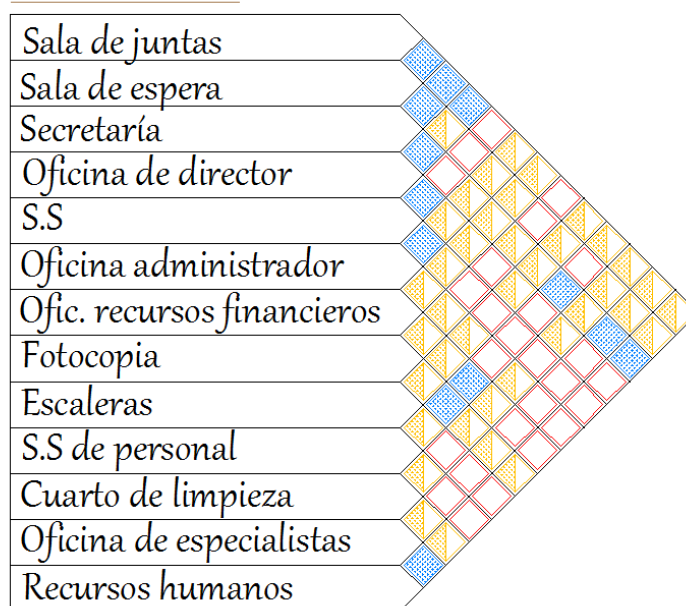 Sala de juntas
Sala de espera
Secretaría
Oficina de director
S.S
Oficina administrador
Ofic. recursos financieros
Fotocopia
Escaleras
S.S de personal
Cuarto de limpieza
Oficina de especialistas
Recursos humanos